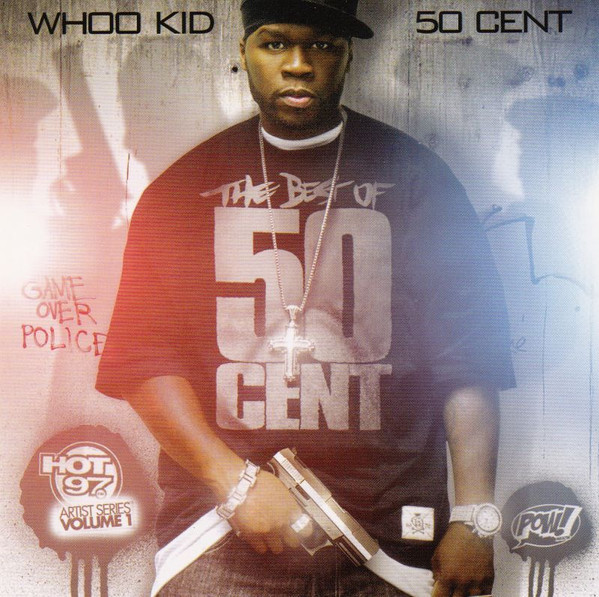 WHOO KID 50 CENT
THE BEST OF
50
CENT
GAME
OVER
POLICE
HOT
97
ARTIST SERIES
VOLUME 1
POW!